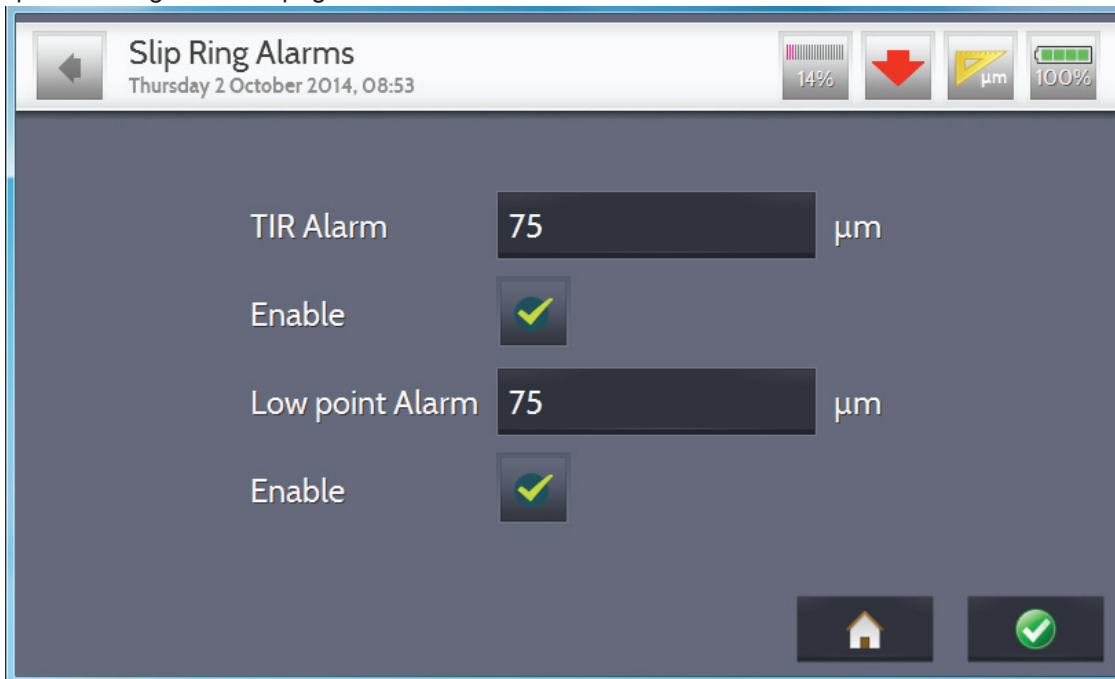 Slip Ring Alarms
Thursday 2 October 2014, 08:53
14%
µm
100%
TIR Alarm 75 µm
Enable
Low point Alarm 75 µm
Enable